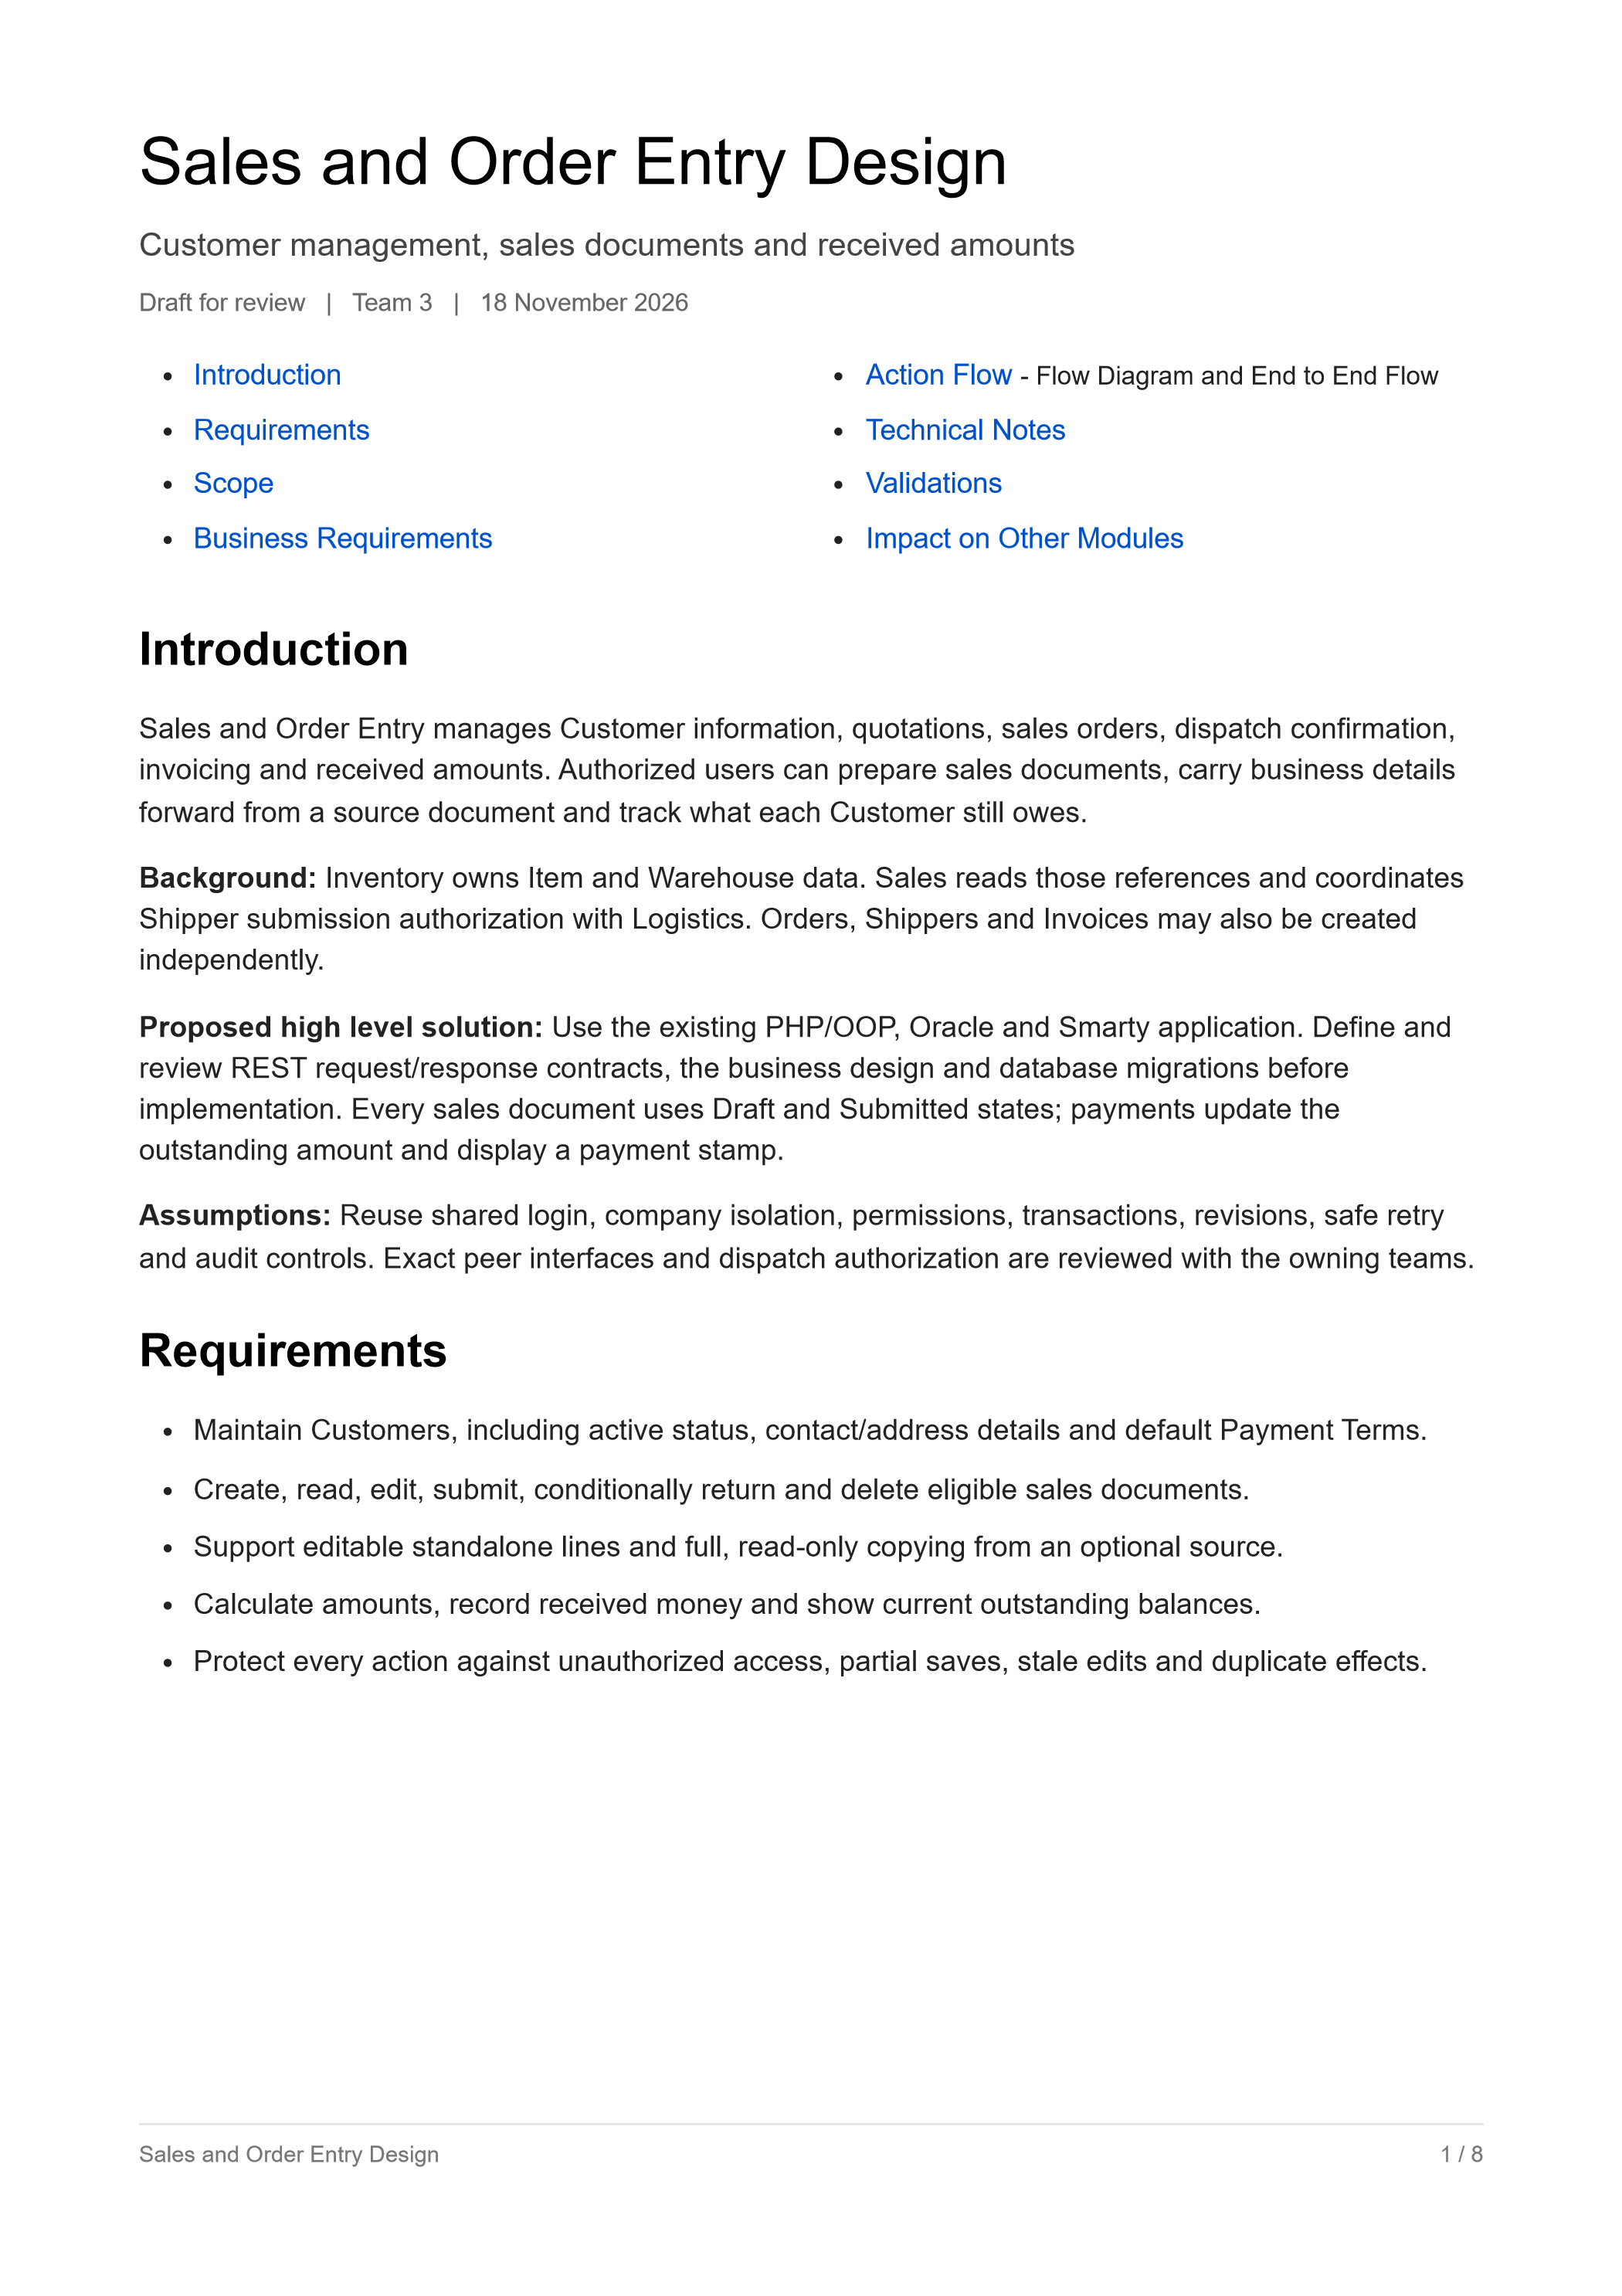 Sales and Order Entry Design
Customer management, sales documents and received amounts
Draft for review | Team 3 | 18 November 2026
• Introduction
• Requirements
• Scope
• Business Requirements
• Action Flow - Flow Diagram and End to End Flow
• Technical Notes
• Validations
• Impact on Other Modules
Introduction
Sales and Order Entry manages Customer information, quotations, sales orders, dispatch confirmation,
invoicing and received amounts. Authorized users can prepare sales documents, carry business details
forward from a source document and track what each Customer still owes.
Background: Inventory owns Item and Warehouse data. Sales reads those references and coordinates
Shipper submission authorization with Logistics. Orders, Shippers and Invoices may also be created
independently.
Proposed high level solution: Use the existing PHP/OOP, Oracle and Smarty application. Define and
review REST request/response contracts, the business design and database migrations before
implementation. Every sales document uses Draft and Submitted states; payments update the
outstanding amount and display a payment stamp.
Assumptions: Reuse shared login, company isolation, permissions, transactions, revisions, safe retry
and audit controls. Exact peer interfaces and dispatch authorization are reviewed with the owning teams.
Requirements
• Maintain Customers, including active status, contact/address details and default Payment Terms.
• Create, read, edit, submit, conditionally return and delete eligible sales documents.
• Support editable standalone lines and full, read-only copying from an optional source.
• Calculate amounts, record received money and show current outstanding balances.
• Protect every action against unauthorized access, partial saves, stale edits and duplicate effects.
Sales and Order Entry Design
1 / 8